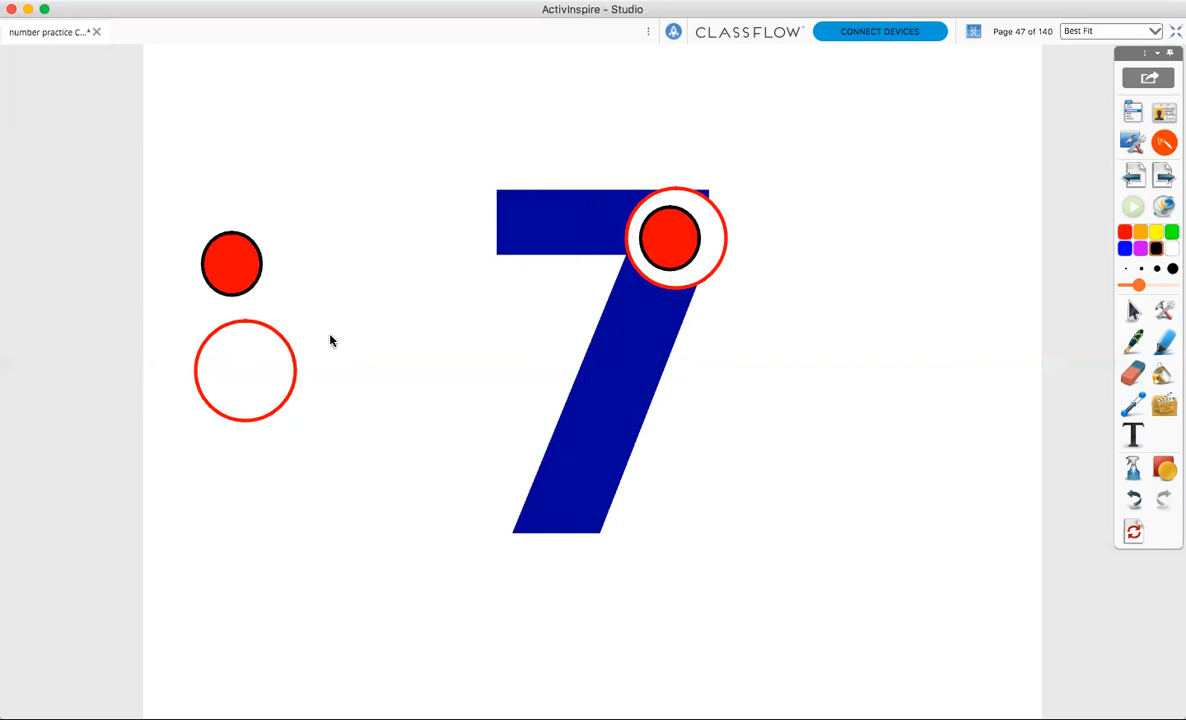 ActivInspire - Studio
number practice C...*
CLASSFLOW
CONNECT DEVICES
Page 47 of 140
Best Fit
7
T